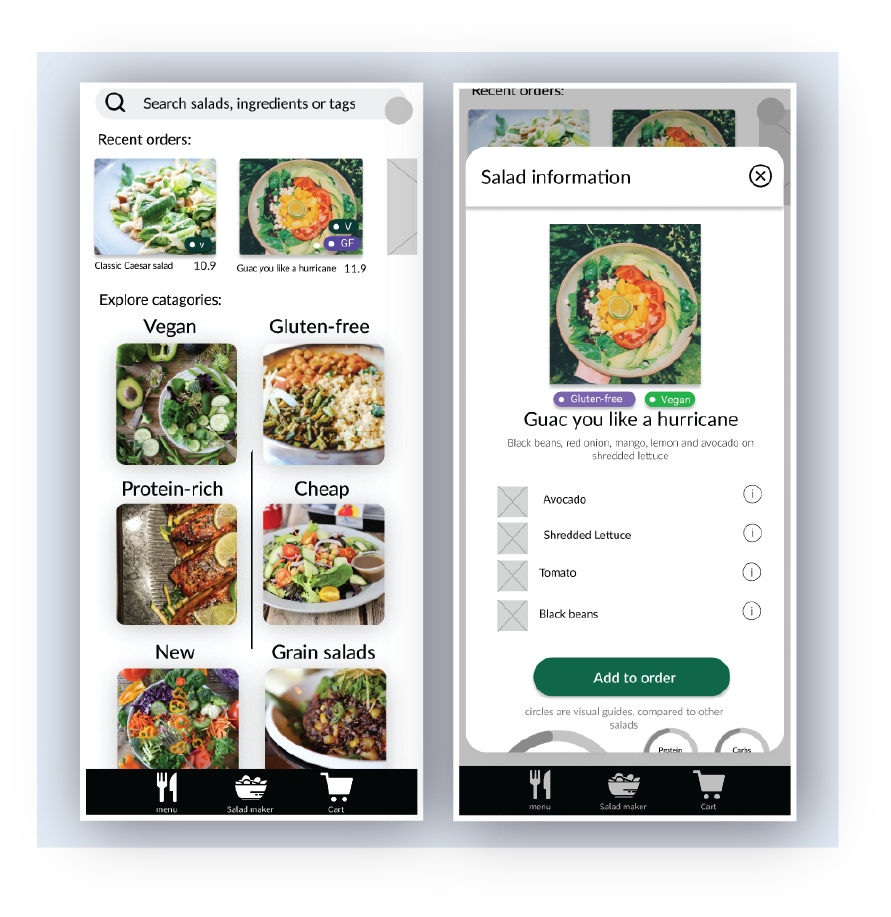 Search salads, ingredients or tags
Recent orders:
V
V
GF
Classic Caesar salad 10.9
Guac you like a hurricane 11.9
Explore catagories:
Vegan
Gluten-free
Protein-rich
Cheap
New
Grain salads
menu
Salad maker
Cart
Recent orders:
Salad information
Gluten-free
Vegan
Guac you like a hurricane
Black beans, red onion, mango, lemon and avocado on
shredded lettuce
Avocado
i
Shredded Lettuce
i
Tomato
i
Black beans
i
Add to order
circles are visual guides, compared to other
salads
Protein
Carbs
menu
Salad maker
Cart